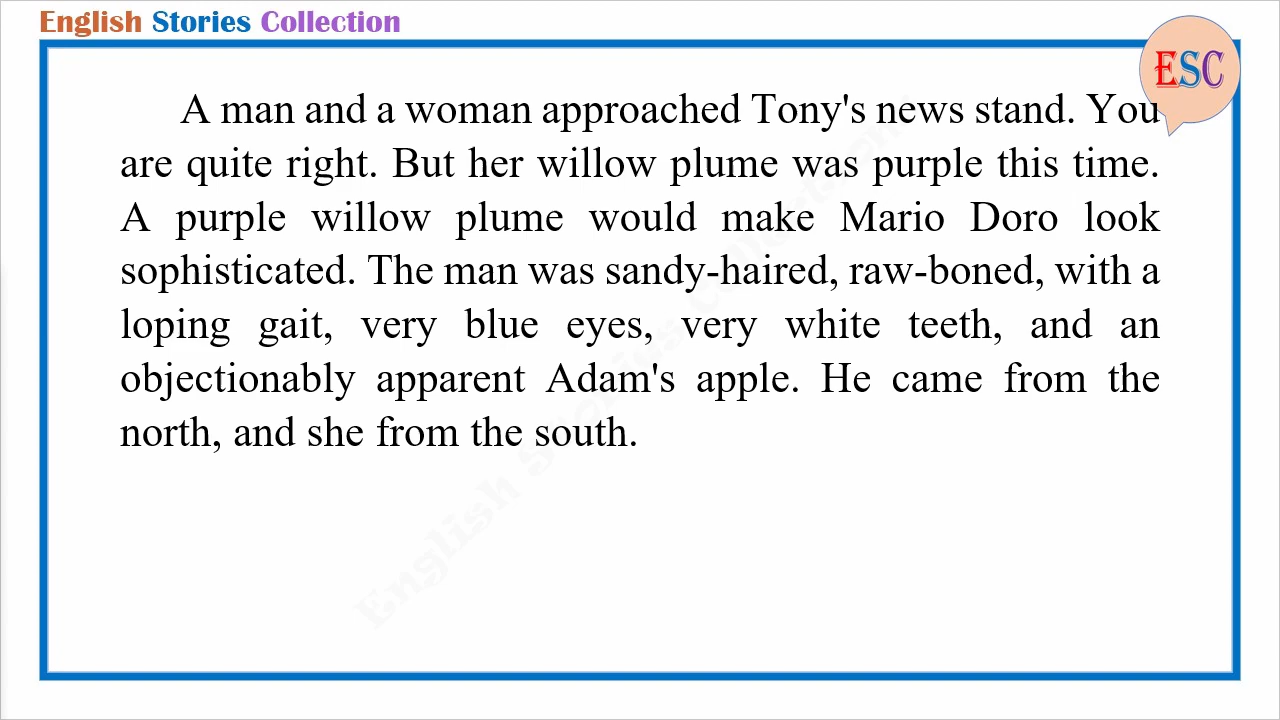 English Stories Collection
ESC
A man and a woman approached Tony's news stand. You
are quite right. But her willow plume was purple this time.
A purple willow plume would make Mario Doro look
sophisticated. The man was sandy-haired, raw-boned, with a
loping gait, very blue eyes, very white teeth, and an
objectionably apparent Adam's apple. He came from the
north, and she from the south.
English Stories Collection